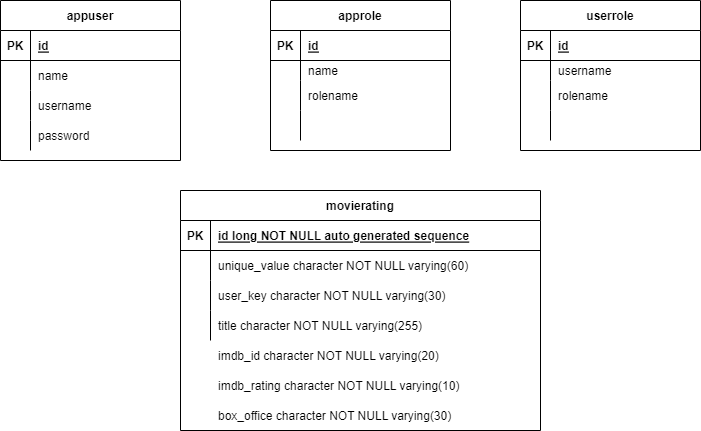 appuser
PK id
name
username
password
approle
PK id
name
rolename
userrole
PK id
username
rolename
movierating
PK id long NOT NULL auto generated sequence
unique_value character NOT NULL varying(60)
user_key character NOT NULL varying(30)
title character NOT NULL varying(255)
imdb_id character NOT NULL varying(20)
imdb_rating character NOT NULL varying(10)
box_office character NOT NULL varying(30)